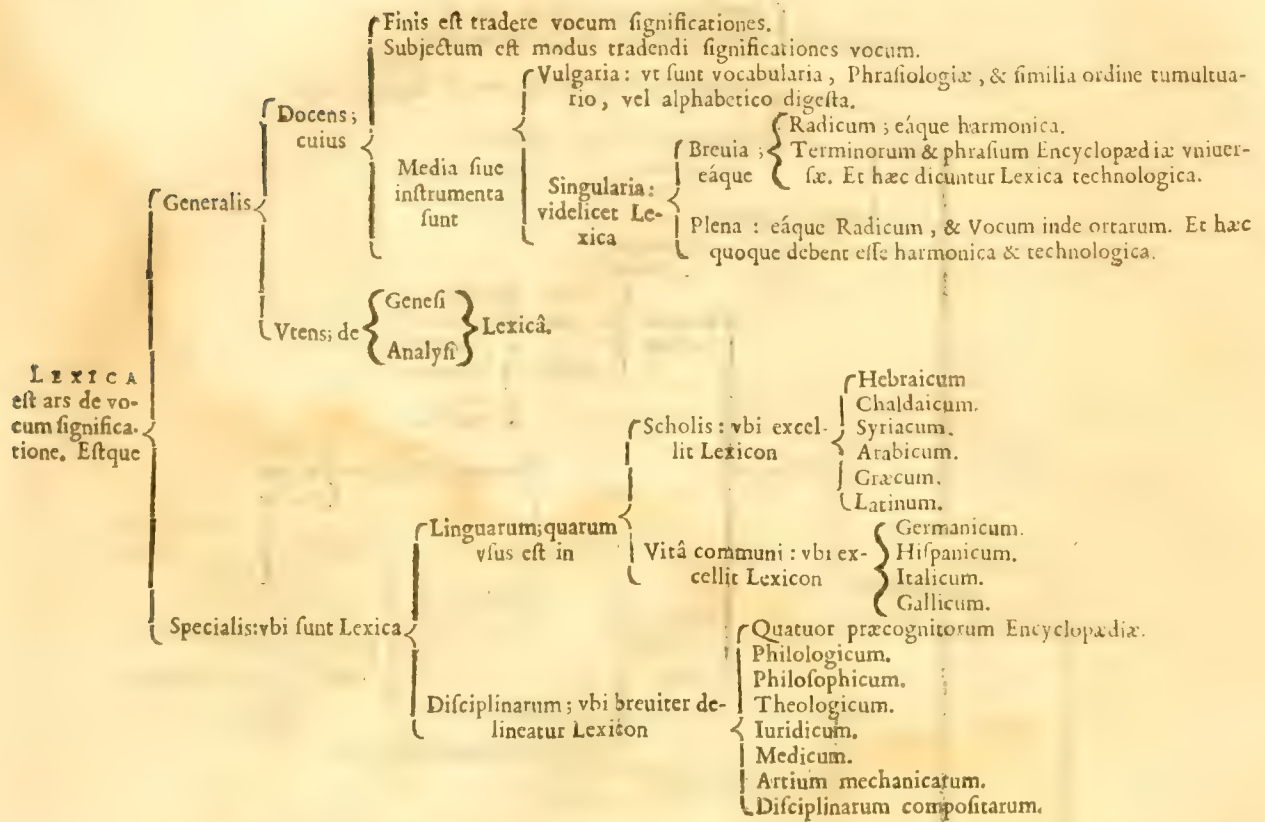 Finis eſt tradere vocum ſignificationes.
Subjectum eſt modus tradendi ſignificationes vocum.
Vulgaria: vt ſunt vocabularia, Phraſiologiæ, & ſimilia ordine tumultua-
rio, vel alphabetico digeſta.
Docens;
cuius
Media ſiue
inſtrumenta
ſunt
Radicum; eáque harmonica.
Breuia;
eáque
Terminorum & phraſium Encyclopædiæ vniuer-
ſæ. Et hæc dicuntur Lexica technologica.
Singularia:
videlicet Le-
xica
Generalis
Plena: eáque Radicum, & Vocum inde ortarum. Et hæc
quoque debent eſſe harmonica & technologica.
Vtens; de
Geneſi
Analyſi
Lexicâ.
LEXICA
eſt ars de vo-
cum ſignifica-
tione. Eſtque
Hebraicum
Chaldaicum.
Syriacum.
Arabicum.
Græcum.
Latinum.
Scholis: vbi excel-
lit Lexicon
Linguarum; quarum
vſus eſt in
Vitâ communi: vbi ex-
cellit Lexicon
Germanicum.
Hiſpanicum.
Italicum.
Gallicum.
Specialis: vbi ſunt Lexica
Quatuor præcognitorum Encyclopædiæ.
Philologicum.
Philoſophicum.
Theologicum.
Diſciplinarum; vbi breuiter de-
lineatur Lexicon
Iuridicum.
Medicum.
Artium mechanicarum.
Diſciplinarum compoſitarum.